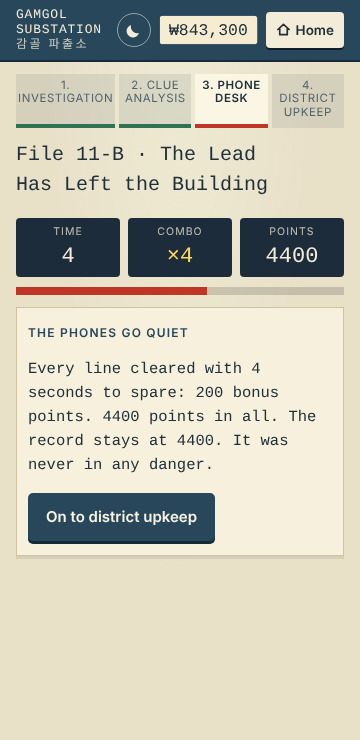 GAMGOL
SUBSTATION
감골 파출소
₩843,300
Home
1.
INVESTIGATION
2. CLUE
ANALYSIS
3. PHONE
DESK
4.
DISTRICT
UPKEEP
File 11-B · The Lead
Has Left the Building
TIME
4
COMBO
×4
POINTS
4400
THE PHONES GO QUIET
Every line cleared with 4
seconds to spare: 200 bonus
points. 4400 points in all. The
record stays at 4400. It was
never in any danger.
On to district upkeep